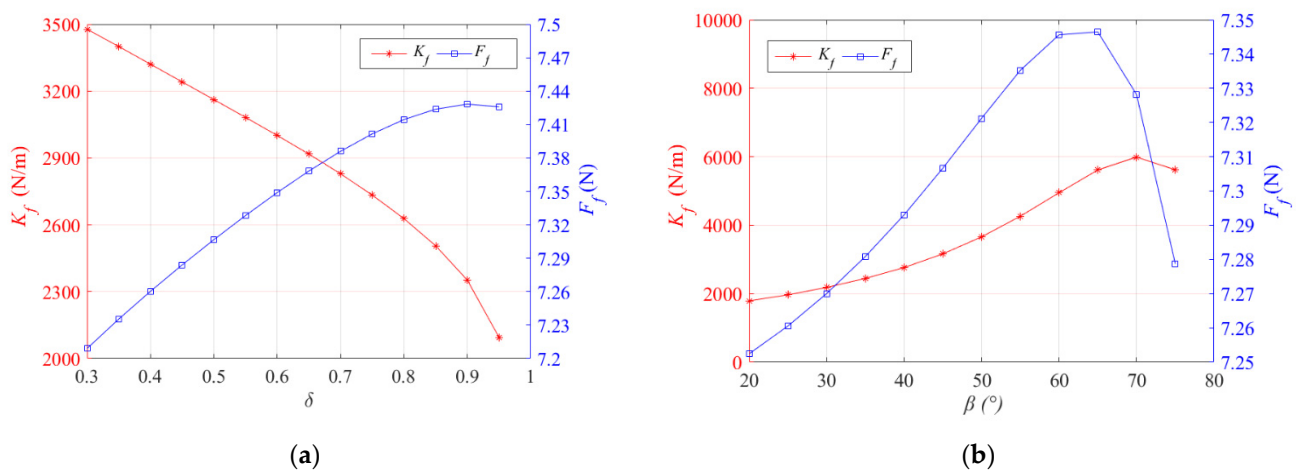 3500
3200
2900
2600
2300
2000
K_f (N/m)
K_f
F_f
7.5
7.47
7.44
7.41
7.38
7.35
7.32
7.29
7.26
7.23
7.2
F_f (N)
0.3 0.4 0.5 0.6 0.7 0.8 0.9 1
δ
(a)
10000
8000
6000
4000
2000
0
K_f (N/m)
K_f
F_f
7.35
7.34
7.33
7.32
7.31
7.3
7.29
7.28
7.27
7.26
7.25
F_f (N)
20 30 40 50 60 70 80
β (°)
(b)